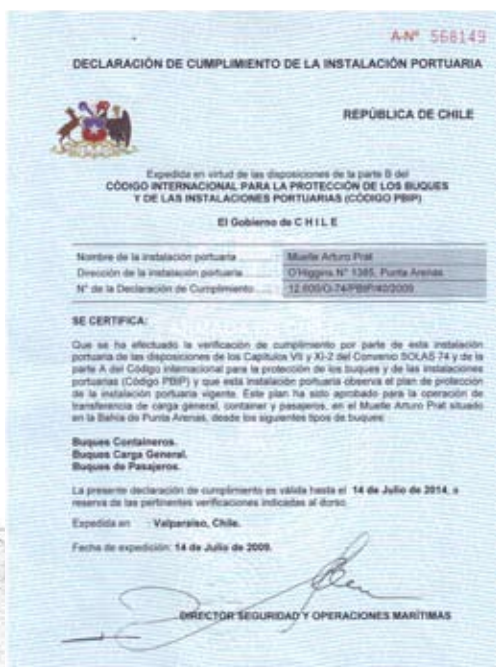 A-Nº 568149
DECLARACIÓN DE CUMPLIMIENTO DE LA INSTALACIÓN PORTUARIA
REPÚBLICA DE CHILE
Expedida en virtud de las disposiciones de la parte B del
CÓDIGO INTERNACIONAL PARA LA PROTECCIÓN DE LOS BUQUES
Y DE LAS INSTALACIONES PORTUARIAS (CÓDIGO PBIP)
El Gobierno de C H I L E
Nombre de la instalación portuaria Muelle Arturo Prat
Dirección de la instalación portuaria O'Higgins N° 1385, Punta Arenas
N° de la Declaración de Cumplimiento 12.600/O-74/PBIP/40/2009
SE CERTIFICA:
Que se ha efectuado la verificación de cumplimiento por parte de esta instalación
portuaria de las disposiciones de los Capítulos VII y XI-2 del Convenio SOLAS 74 y de la
parte A del Código internacional para la protección de los buques y de las instalaciones
portuarias (Código PBIP) y que esta instalación portuaria observa el plan de protección
de la instalación portuaria vigente. Este plan ha sido aprobado para la operación de
transferencia de carga general, container y pasajeros, en el Muelle Arturo Prat situado
en la Bahía de Punta Arenas, desde los siguientes tipos de buques:
Buques Containeros.
Buques Carga General.
Buques de Pasajeros.
La presente declaración de cumplimiento es válida hasta el 14 de Julio de 2014, a
reserva de las pertinentes verificaciones indicadas al dorso.
Expedida en : Valparaíso, Chile.
Fecha de expedición: 14 de Julio de 2009.
DIRECTOR SEGURIDAD Y OPERACIONES MARÍTIMAS